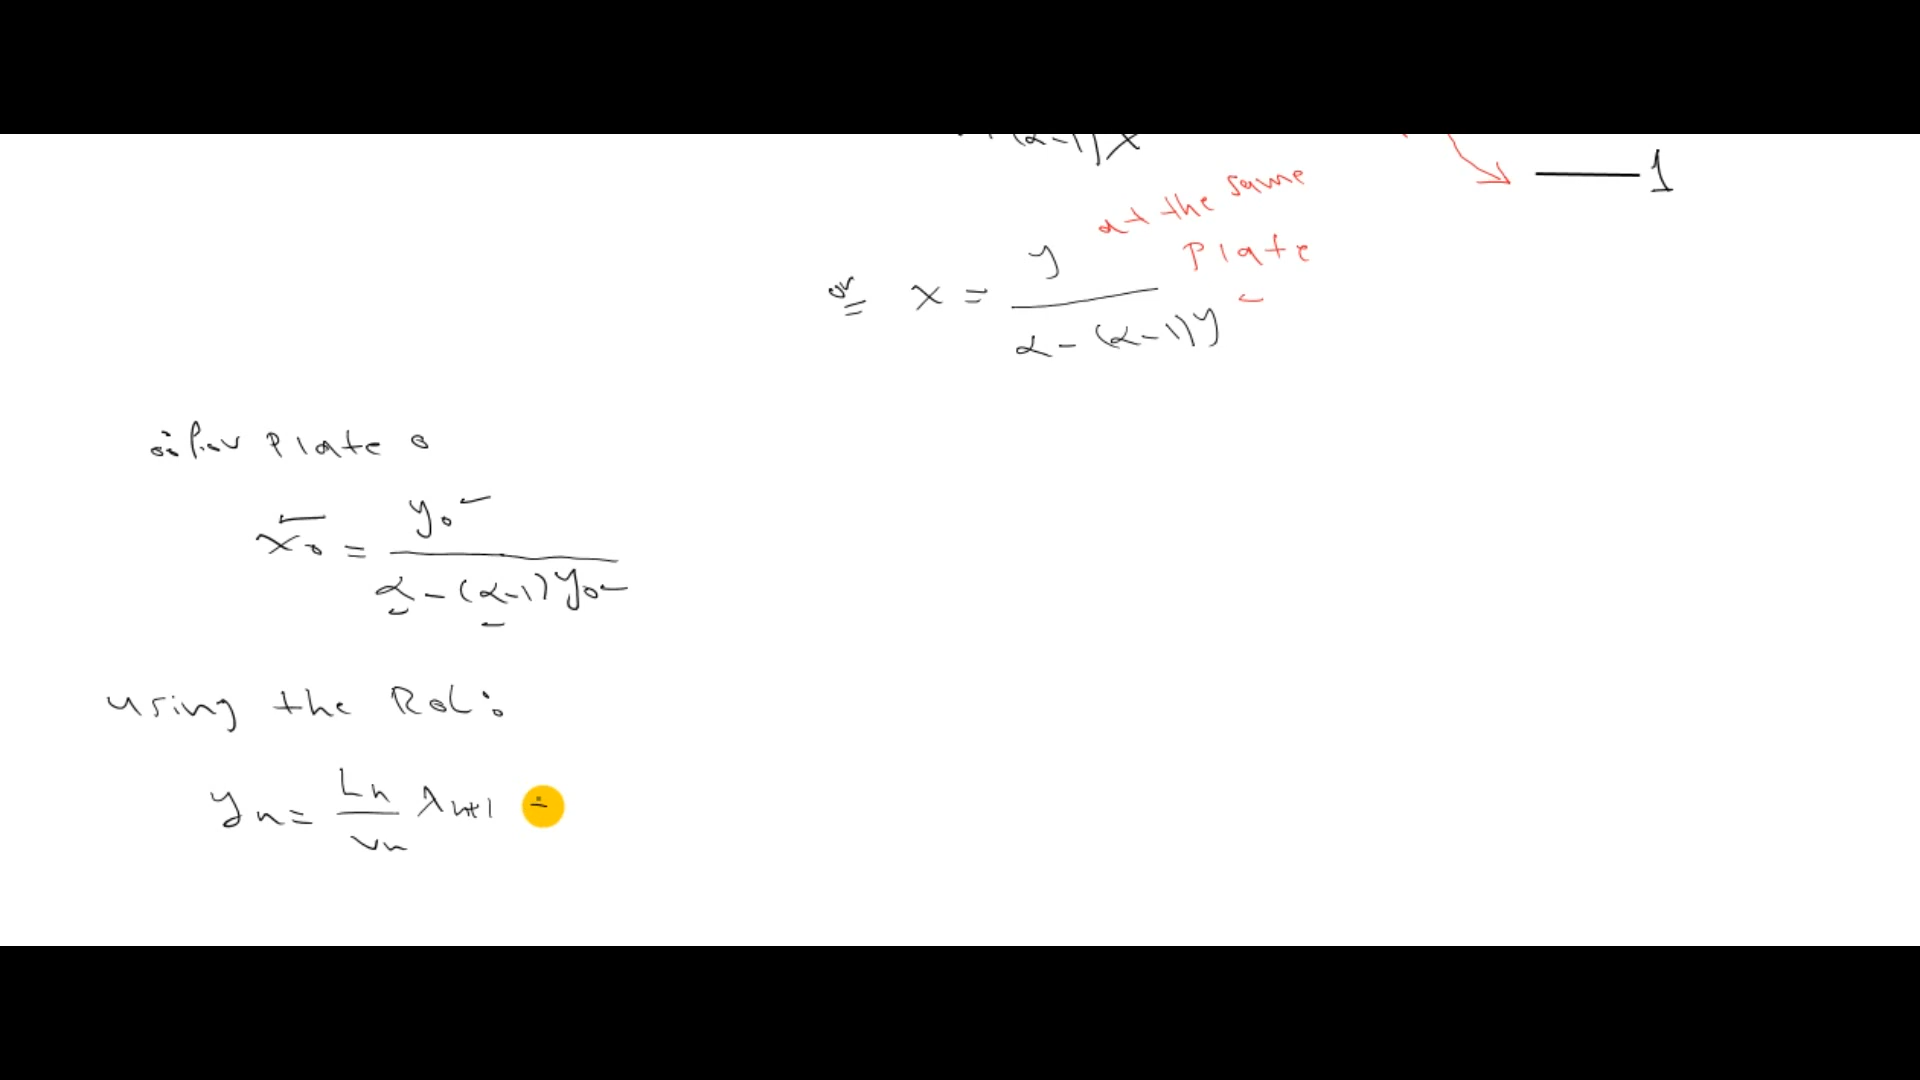 (α-1)x
1
at the same
Plate
or x = y / α-(α-1)y
∴ for Plate 0
x₀ = y₀ / α-(α-1)y₀
using the RoL:
yn = Ln / Vn xn+1 =